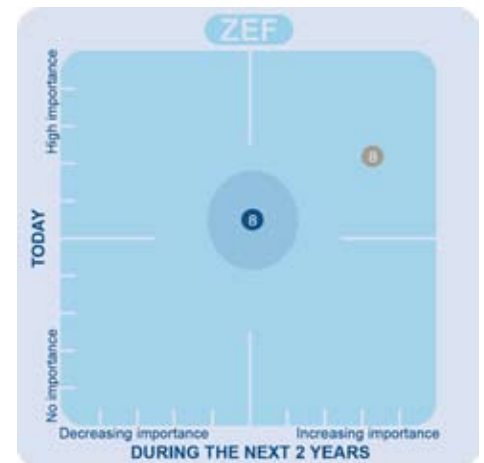 ZEF
High importance
TODAY
No importance
8
8
Decreasing importance
Increasing importance
DURING THE NEXT 2 YEARS